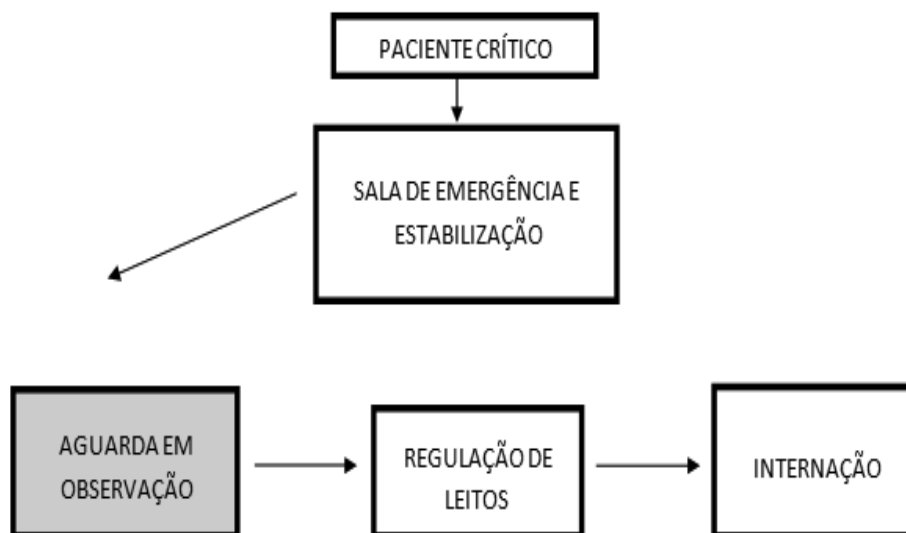 PACIENTE CRÍTICO
SALA DE EMERGÊNCIA E
ESTABILIZAÇÃO
AGUARDA EM
OBSERVAÇÃO
REGULAÇÃO DE
LEITOS
INTERNAÇÃO